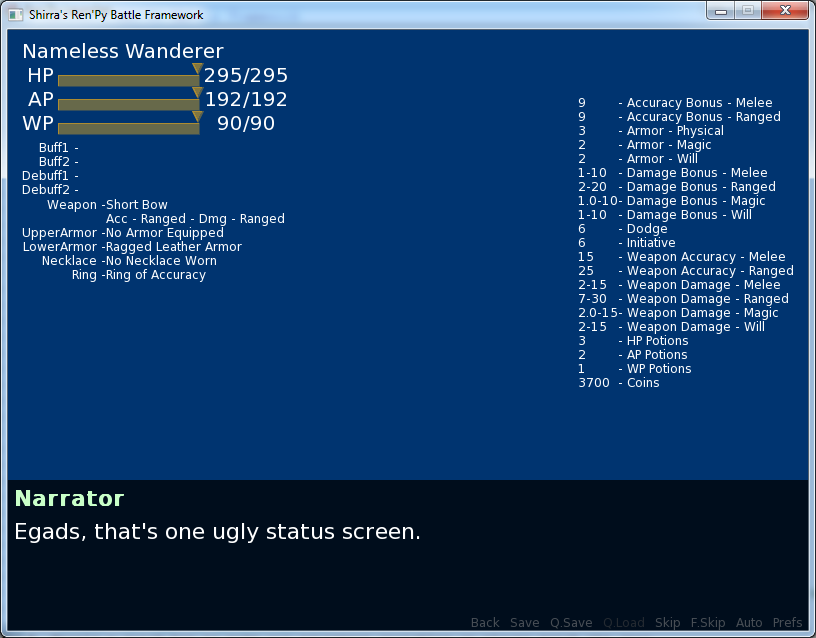 Shirra's Ren'Py Battle Framework
Nameless Wanderer
HP 295/295
AP 192/192
WP 90/90
Buff1 -
Buff2 -
Debuff1 -
Debuff2 -
Weapon -Short Bow
Acc - Ranged - Dmg - Ranged
UpperArmor -No Armor Equipped
LowerArmor -Ragged Leather Armor
Necklace -No Necklace Worn
Ring -Ring of Accuracy
9 - Accuracy Bonus - Melee
9 - Accuracy Bonus - Ranged
3 - Armor - Physical
2 - Armor - Magic
2 - Armor - Will
1-10 - Damage Bonus - Melee
2-20 - Damage Bonus - Ranged
1.0-10- Damage Bonus - Magic
1-10 - Damage Bonus - Will
6 - Dodge
6 - Initiative
15 - Weapon Accuracy - Melee
25 - Weapon Accuracy - Ranged
2-15 - Weapon Damage - Melee
7-30 - Weapon Damage - Ranged
2.0-15- Weapon Damage - Magic
2-15 - Weapon Damage - Will
3 - HP Potions
2 - AP Potions
1 - WP Potions
3700 - Coins
Narrator
Egads, that's one ugly status screen.
Back Save Q.Save Q.Load Skip F.Skip Auto Prefs